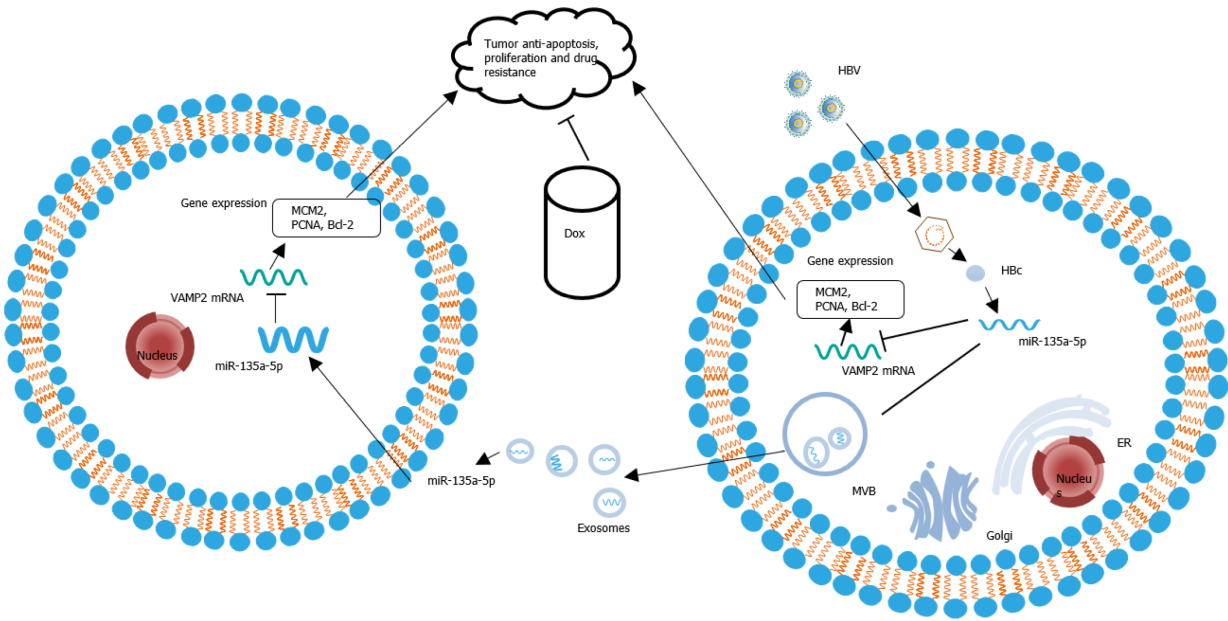 Tumor anti-apoptosis,
proliferation and drug
resistance
HBV
Gene expression
MCM2,
PCNA, Bcl-2
Dox
VAMP2 mRNA
Nucleus
miR-135a-5p
HBc
Gene expression
MCM2,
PCNA, Bcl-2
miR-135a-5p
VAMP2 mRNA
miR-135a-5p
Exosomes
MVB
ER
Nucleu
s
Golgi